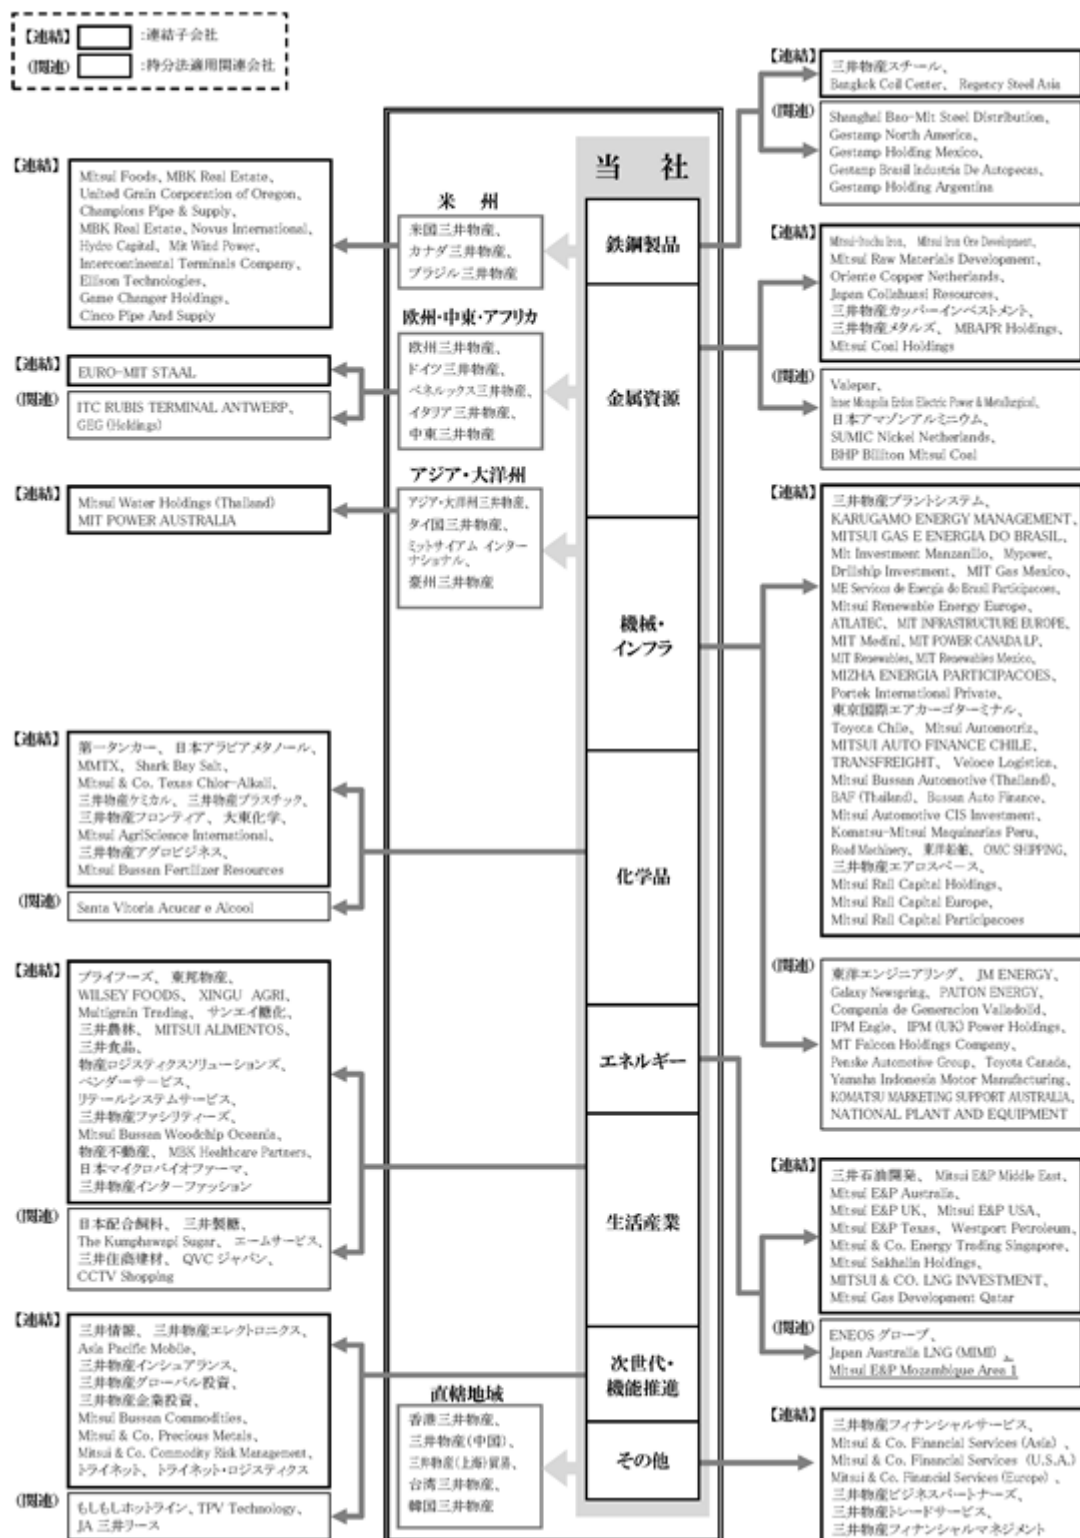 【連結】 :連結子会社
(関連) :持分法適用関連会社
【連結】
Mitsui Foods、MBK Real Estate、
United Grain Corporation of Oregon、
Champions Pipe & Supply、
MBK Real Estate、Novus International、
Hydro Capital、 Mit Wind Power、
Intercontinental Terminals Company、
Ellison Technologies、
Game Changer Holdings、
Cinco Pipe And Supply
【連結】
EURO-MIT STAAL
(関連)
ITC RUBIS TERMINAL ANTWERP、
GEG (Holdings)
【連結】
Mitsui Water Holdings (Thailand)
MIT POWER AUSTRALIA
【連結】
第一タンカー、 日本アラビアメタノール、
MMTX、 Shark Bay Salt、
Mitsui & Co. Texas Chlor-Alkali、
三井物産ケミカル、 三井物産プラスチック、
三井物産フロンティア、 大東化学、
Mitsui AgriScience International、
三井物産アグロビジネス、
Mitsui Bussan Fertilizer Resources
(関連)
Santa Vitoria Acucar e Alcool
【連結】
プライフーズ、 東邦物産、
WILSEY FOODS、 XINGU AGRI、
Multigrain Trading、 サンエイ糖化、
三井農林、 MITSUI ALIMENTOS、
三井食品、
物産ロジスティクスソリューションズ、
ベンダーサービス、
リテールシステムサービス、
三井物産ファシリティーズ、
Mitsui Bussan Woodchip Oceania、
物産不動産、 MBK Healthcare Partners、
日本マイクロバイオファーマ、
三井物産インターファッション
(関連)
日本配合飼料、 三井製糖、
The Kumphawapi Sugar、 エームサービス、
三井住商建材、 QVC ジャパン、
CCTV Shopping
【連結】
三井情報、 三井物産エレクトロニクス、
Asia Pacific Mobile、
三井物産インシュアランス、
三井物産グローバル投資、
三井物産企業投資、
Mitsui Bussan Commodities、
Mitsui & Co. Precious Metals、
Mitsui & Co. Commodity Risk Management、
トライネット、 トライネット・ロジスティクス
(関連)
もしもしホットライン、 TPV Technology、
JA 三井リース
米 州
米国三井物産、
カナダ三井物産、
ブラジル三井物産
欧州・中東・アフリカ
欧州三井物産、
ドイツ三井物産、
ベネルックス三井物産、
イタリア三井物産、
中東三井物産
アジア・大洋州
アジア・大洋州三井物産、
タイ国三井物産、
ミットサイアム インター
ナショナル、
豪州三井物産
直轄地域
香港三井物産、
三井物産(中国)、
三井物産(上海)貿易、
台湾三井物産、
韓国三井物産
当 社
鉄鋼製品
金属資源
機械・
インフラ
化学品
エネルギー
生活産業
次世代・
機能推進
その他
【連結】
三井物産スチール、
Bangkok Coil Center、 Regency Steel Asia
(関連)
Shanghai Bao-Mit Steel Distribution、
Gestamp North America、
Gestamp Holding Mexico、
Gestamp Brasil Industria De Autopecas、
Gestamp Holding Argentina
【連結】
Mitsui-Itochu Iron、 Mitsui Iron Ore Development、
Mitsui Raw Materials Development、
Oriente Copper Netherlands、
Japan Collahuasi Resources、
三井物産カッパーインベストメント、
三井物産メタルズ、 MBAPR Holdings、
Mitsui Coal Holdings
(関連)
Valepar、
Inner Mongolia Erdos Electric Power & Metallurgical、
日本アマゾンアルミニウム、
SUMIC Nickel Netherlands、
BHP Billiton Mitsui Coal
【連結】
三井物産プラントシステム、
KARUGAMO ENERGY MANAGEMENT、
MITSUI GAS E ENERGIA DO BRASIL、
Mit Investment Manzanillo、 Mypower、
Drillship Investment、 MIT Gas Mexico、
ME Servicos de Energia do Brasil Participacoes、
Mitsui Renewable Energy Europe、
ATLATEC、 MIT INFRASTRUCTURE EUROPE、
MIT Medini、 MIT POWER CANADA LP、
MIT Renewables、MIT Renewables Mexico、
MIZHA ENERGIA PARTICIPACOES、
Portek International Private、
東京国際エアカーゴターミナル、
Toyota Chile、 Mitsui Automotriz、
MITSUI AUTO FINANCE CHILE、
TRANSFREIGHT、 Veloce Logistica、
Mitsui Bussan Automotive (Thailand)、
BAF (Thailand)、 Bussan Auto Finance、
Mitsui Automotive CIS Investment、
Komatsu-Mitsui Maquinarias Peru、
Road Machinery、 東洋船舶、 OMC SHIPPING、
三井物産エアロスペース、
Mitsui Rail Capital Holdings、
Mitsui Rail Capital Europe、
Mitsui Rail Capital Participacoes
(関連)
東洋エンジニアリング、 JM ENERGY、
Galaxy Newspring、 PAITON ENERGY、
Compania de Generacion Valladolid、
IPM Eagle、 IPM (UK) Power Holdings、
MT Falcon Holdings Company、
Penske Automotive Group、 Toyota Canada、
Yamaha Indonesia Motor Manufacturing、
KOMATSU MARKETING SUPPORT AUSTRALIA、
NATIONAL PLANT AND EQUIPMENT
【連結】
三井石油開発、 Mitsui E&P Middle East、
Mitsui E&P Australia、
Mitsui E&P UK、 Mitsui E&P USA、
Mitsui E&P Texas、 Westport Petroleum、
Mitsui & Co. Energy Trading Singapore、
Mitsui Sakhalin Holdings、
MITSUI & CO. LNG INVESTMENT、
Mitsui Gas Development Qatar
(関連)
ENEOS グローブ、
Japan Australia LNG (MIMI) 、
Mitsui E&P Mozambique Area 1
【連結】
三井物産フィナンシャルサービス、
Mitsui & Co. Financial Services (Asia) 、
Mitsui & Co. Financial Services (U.S.A.)
Mitsui & Co. Financial Services (Europe) 、
三井物産ビジネスパートナーズ、
三井物産トレードサービス、
三井物産フィナンシャルマネジメント